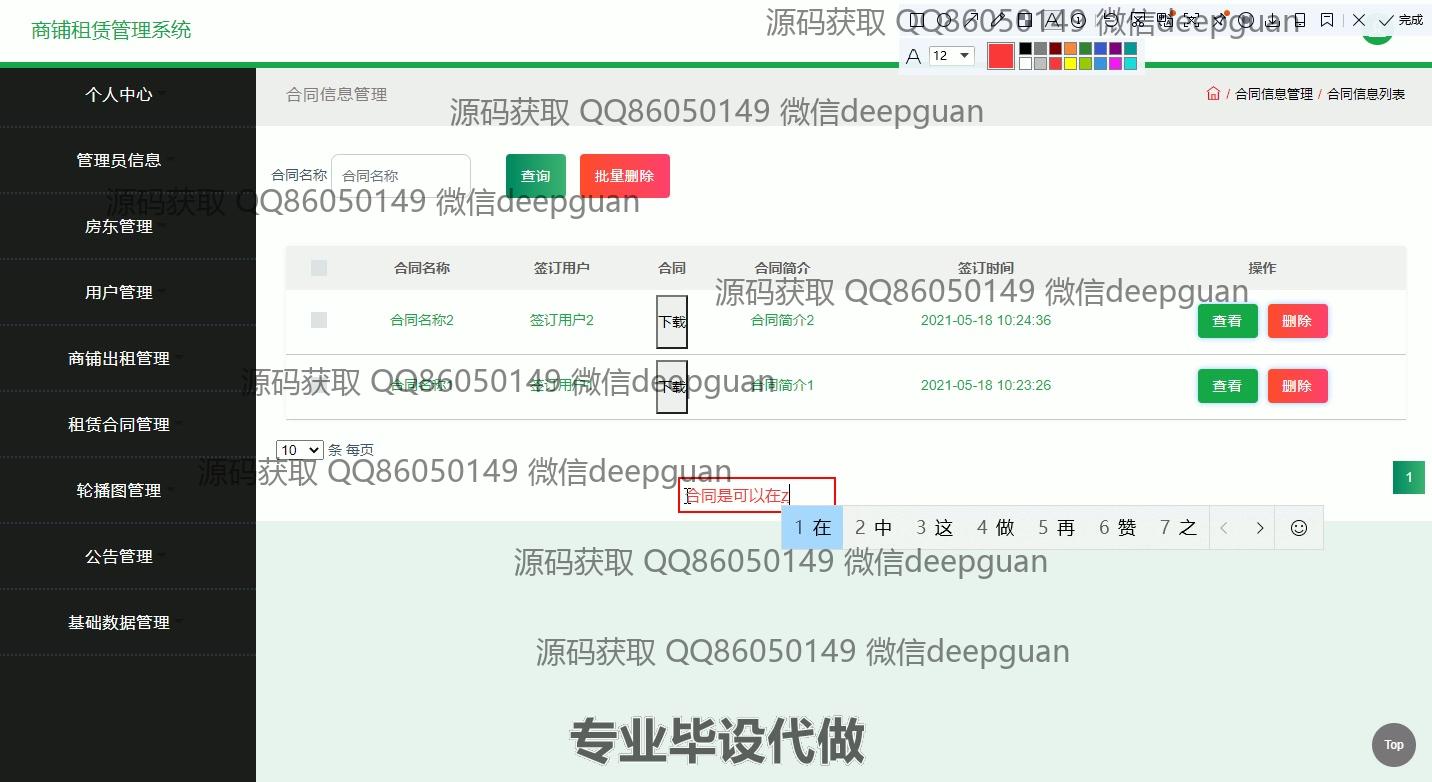 商铺租赁管理系统
源码获取 QQ86050149 微信deepguan
完成
12
个人中心
管理员信息
房东管理
用户管理
商铺出租管理
租赁合同管理
轮播图管理
公告管理
基础数据管理
合同信息管理
/ 合同信息管理 / 合同信息列表
源码获取 QQ86050149 微信deepguan
合同名称 合同名称 查询 批量删除
源码获取 QQ86050149 微信deepguan
合同名称 签订用户 合同 合同简介 签订时间 操作
源码获取 QQ86050149 微信deepguan
合同名称2 签订用户2 下载 合同简介2 2021-05-18 10:24:36 查看 删除
合同名称1 签订用户1 下载 合同简介1 2021-05-18 10:23:26 查看 删除
源码获取 QQ86050149 微信deepguan
10 条 每页
源码获取 QQ86050149 微信deepguan
1
合同是可以在z
1 在 2 中 3 这 4 做 5 再 6 赞 7 之
源码获取 QQ86050149 微信deepguan
源码获取 QQ86050149 微信deepguan
专业毕设代做
Top